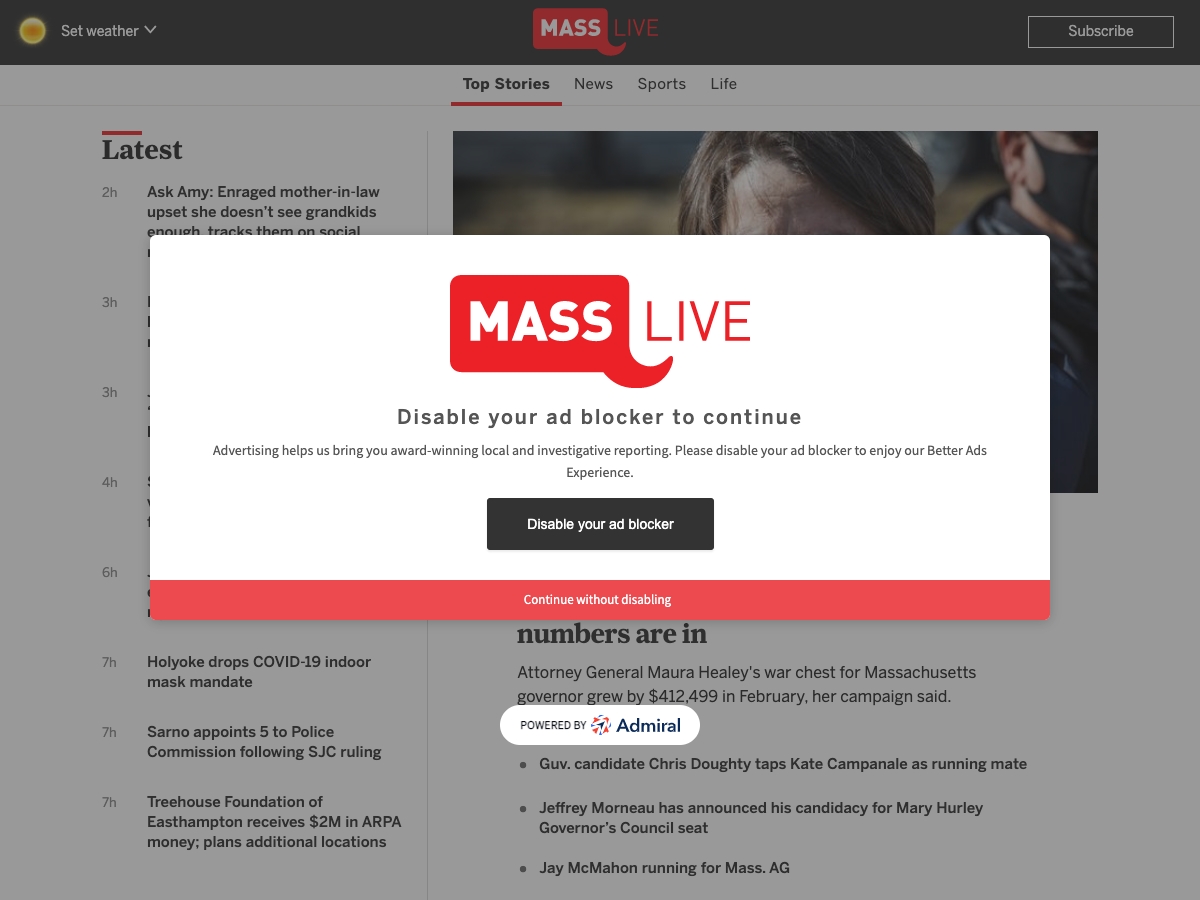 Set weather
MASS LIVE
Subscribe
Top Stories
News
Sports
Life
Latest
2h
Ask Amy: Enraged mother-in-law
upset she doesn't see grandkids
enough, tracks them on social
3h
3h
4h
6h
7h
Holyoke drops COVID-19 indoor
mask mandate
7h
Sarno appoints 5 to Police
Commission following SJC ruling
7h
Treehouse Foundation of
Easthampton receives $2M in ARPA
money; plans additional locations
MASS LIVE
Disable your ad blocker to continue
Advertising helps us bring you award-winning local and investigative reporting. Please disable your ad blocker to enjoy our Better Ads
Experience.
Disable your ad blocker
Continue without disabling
numbers are in
Attorney General Maura Healey's war chest for Massachusetts
governor grew by $412,499 in February, her campaign said.
POWERED BY Admiral
Guv. candidate Chris Doughty taps Kate Campanale as running mate
Jeffrey Morneau has announced his candidacy for Mary Hurley
Governor's Council seat
Jay McMahon running for Mass. AG